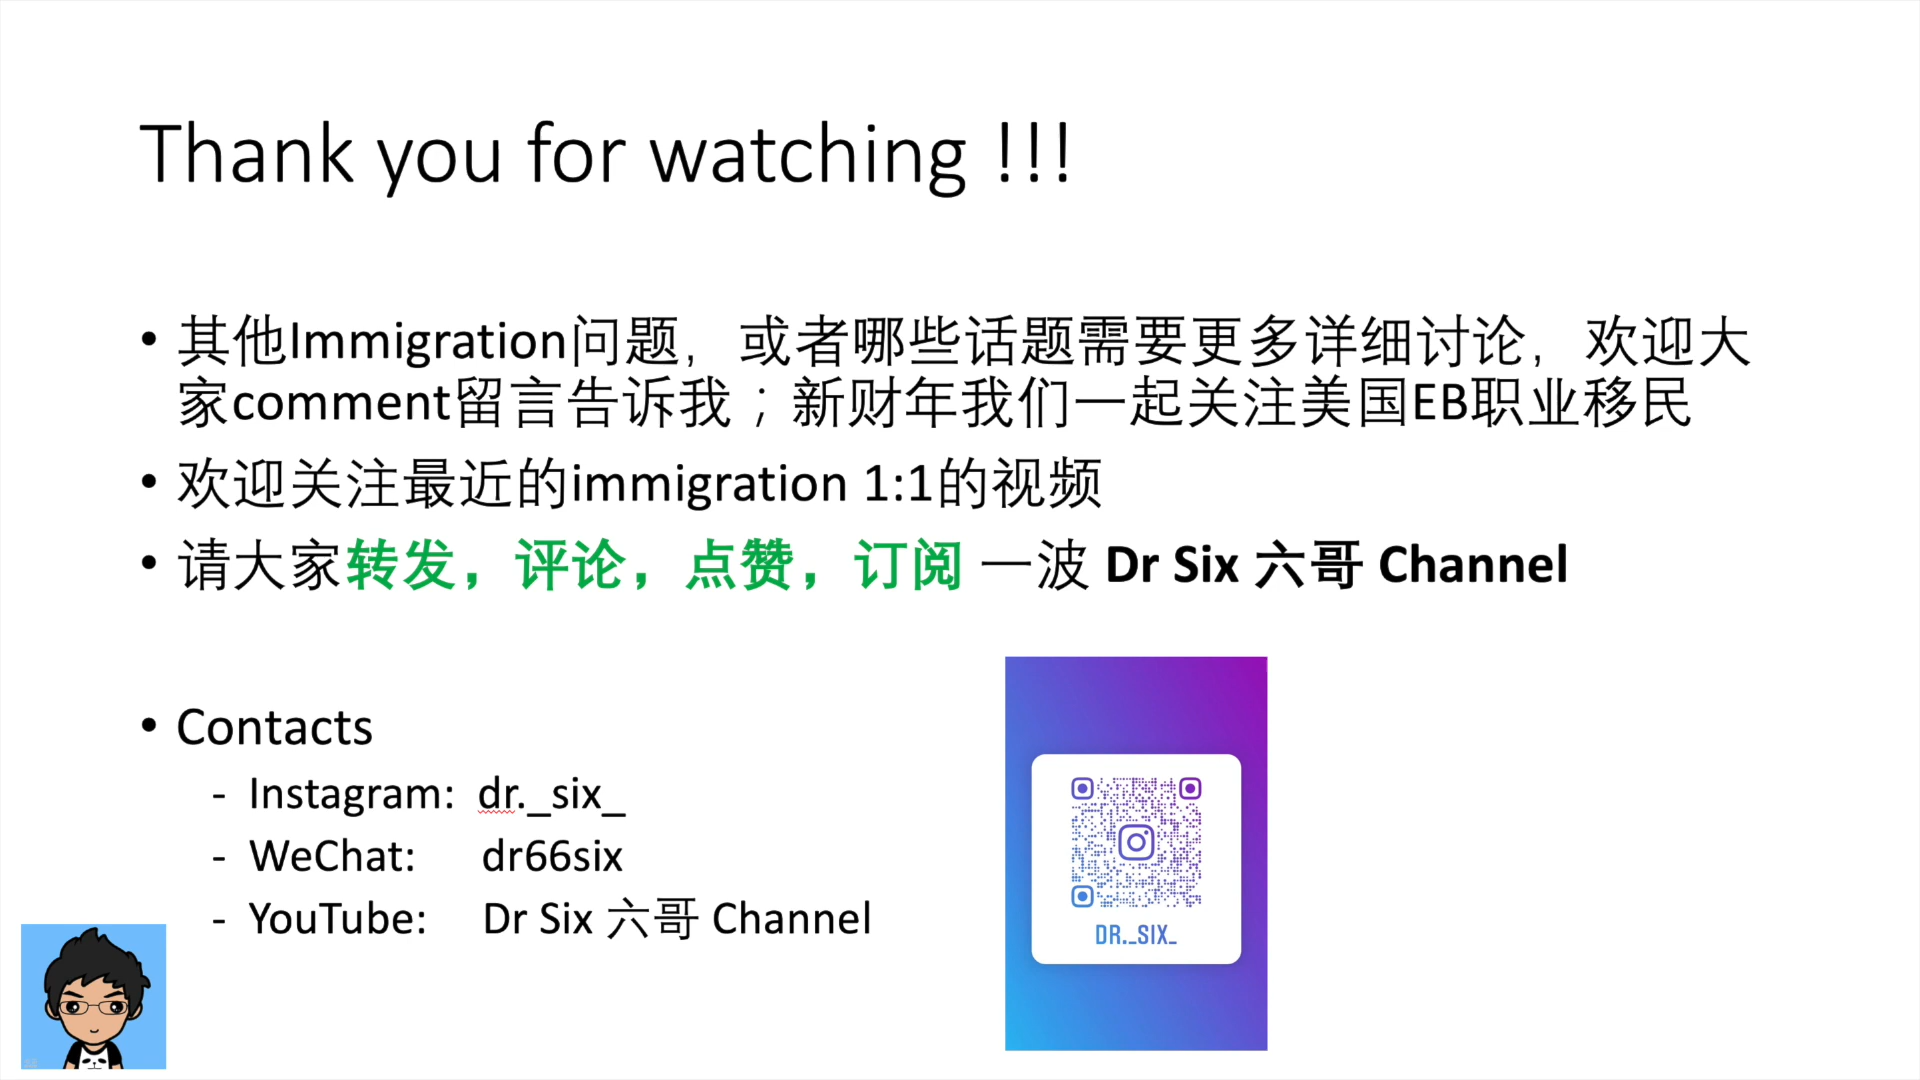 Thank you for watching !!!
• 其他Immigration问题，或者哪些话题需要更多详细讨论，欢迎大
家comment留言告诉我；新财年我们一起关注美国EB职业移民
• 欢迎关注最近的immigration 1:1的视频
• 请大家转发，评论，点赞，订阅 一波 Dr Six 六哥 Channel
• Contacts
- Instagram: dr._six_
- WeChat: dr66six
- YouTube: Dr Six 六哥 Channel
DR._SIX_